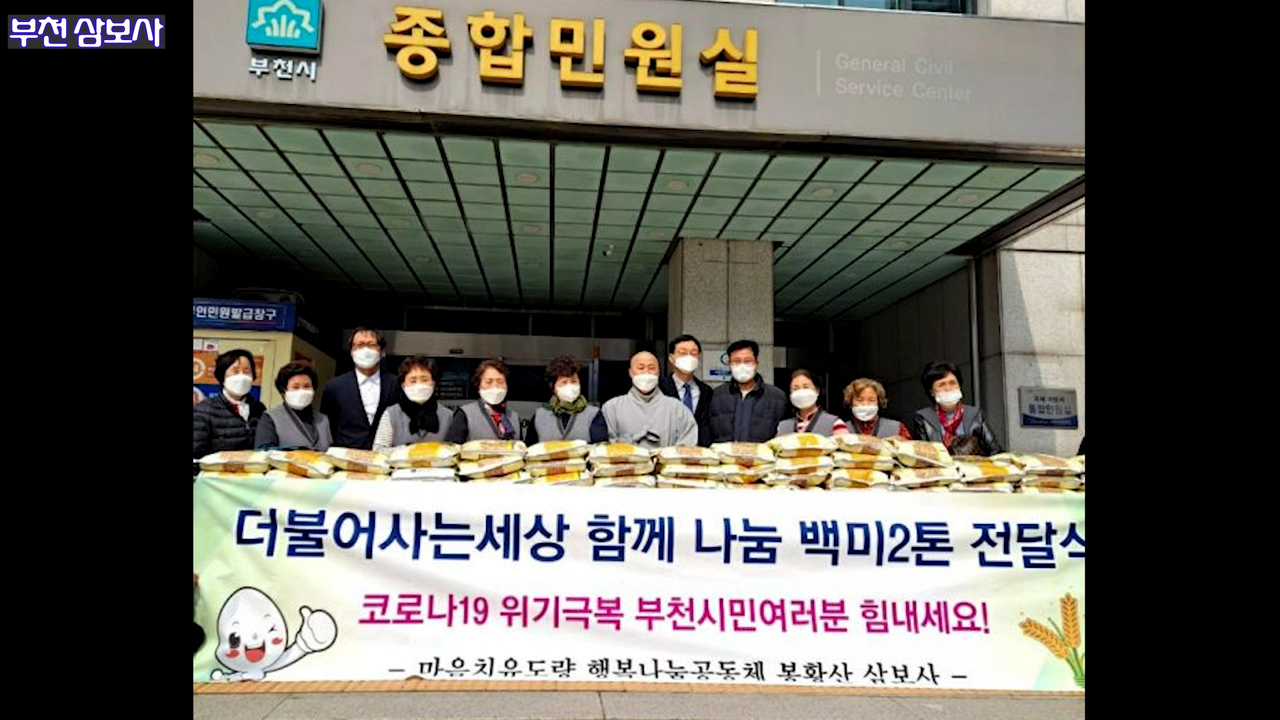 부천 삼보사
부천시
종합민원실
General Civil
Service Center
인민원발급창구
종합민원실
더불어사는세상 함께 나눔 백미2톤 전달식
코로나19 위기극복 부천시민여러분 힘내세요!
– 마음치유도량 행복나눔공동체 봉황산 삼보사 –